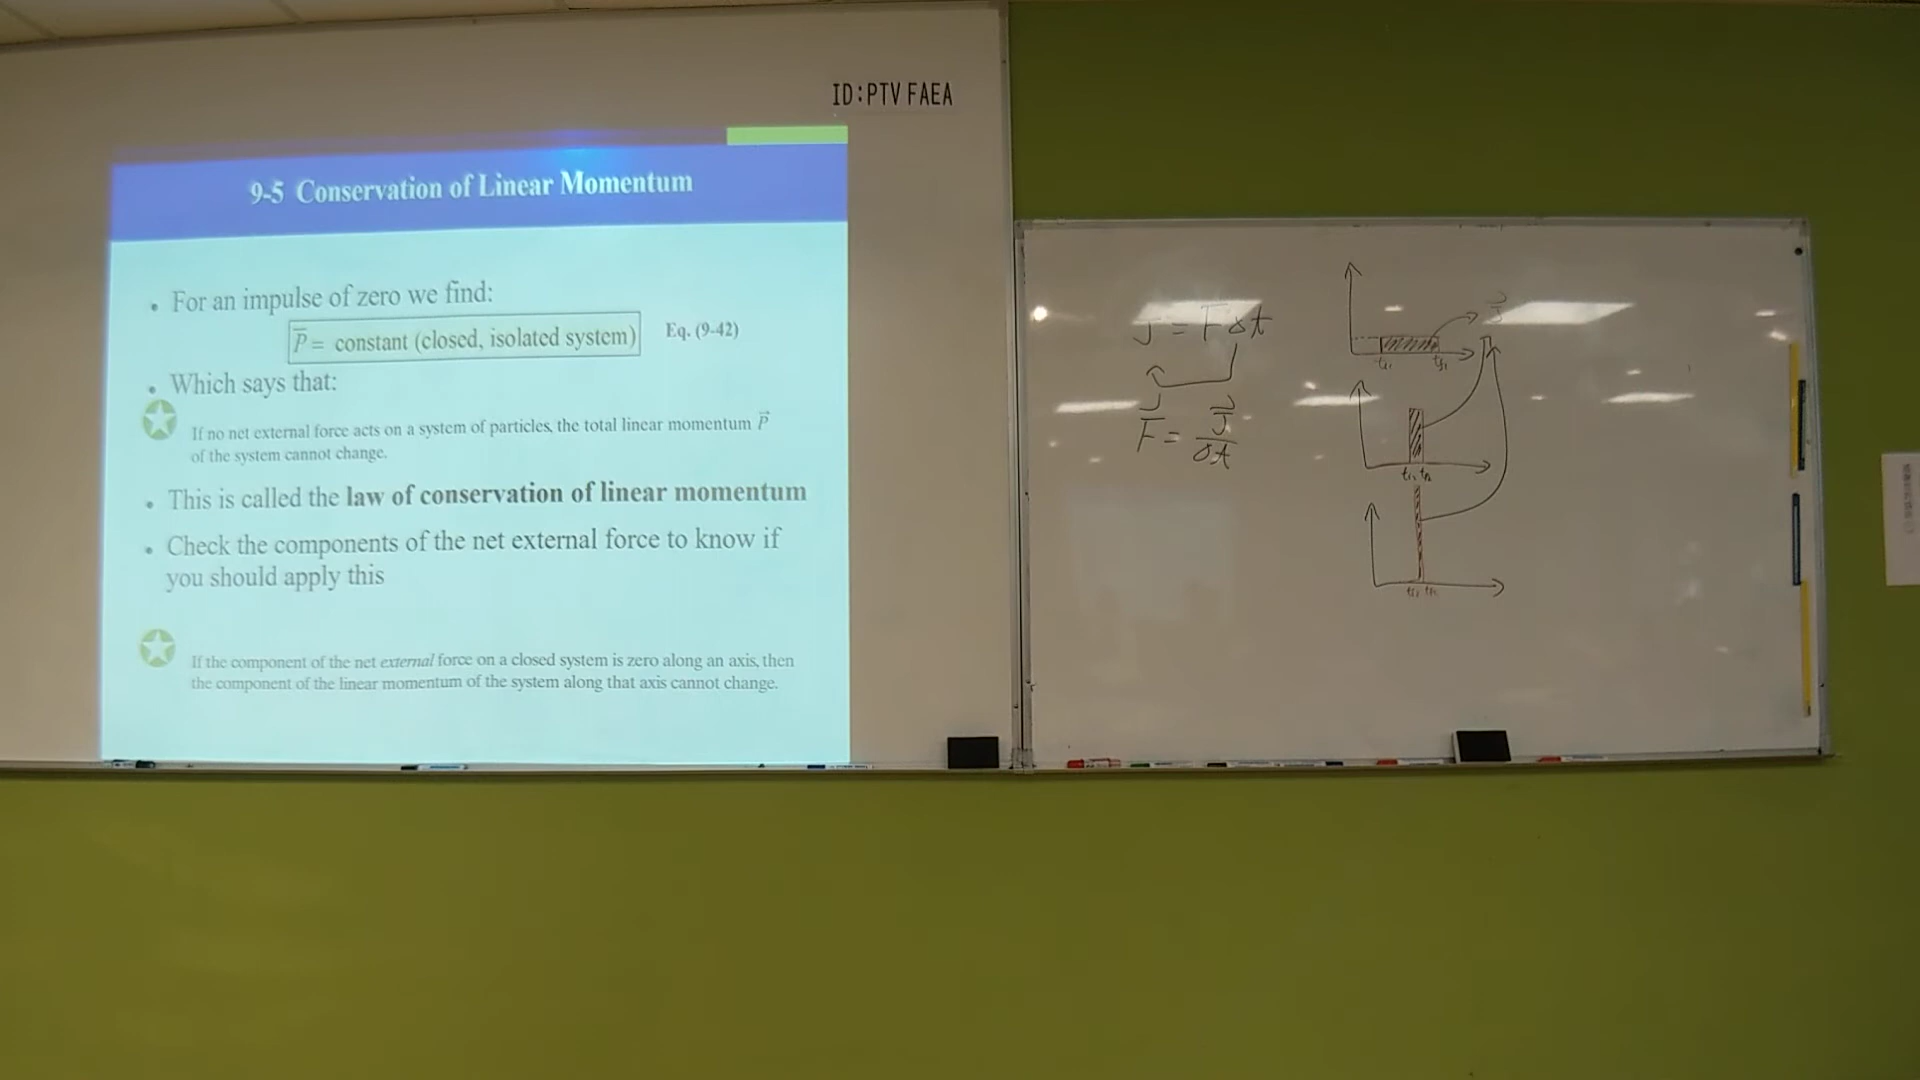 ID:PTV FAEA
9-5 Conservation of Linear Momentum
• For an impulse of zero we find:
P⃗ = constant (closed, isolated system) Eq. (9-42)
• Which says that:
If no net external force acts on a system of particles, the total linear momentum P⃗
of the system cannot change.
• This is called the law of conservation of linear momentum
• Check the components of the net external force to know if
you should apply this
If the component of the net external force on a closed system is zero along an axis, then
the component of the linear momentum of the system along that axis cannot change.
J = F Δt
F = J/Δt
J